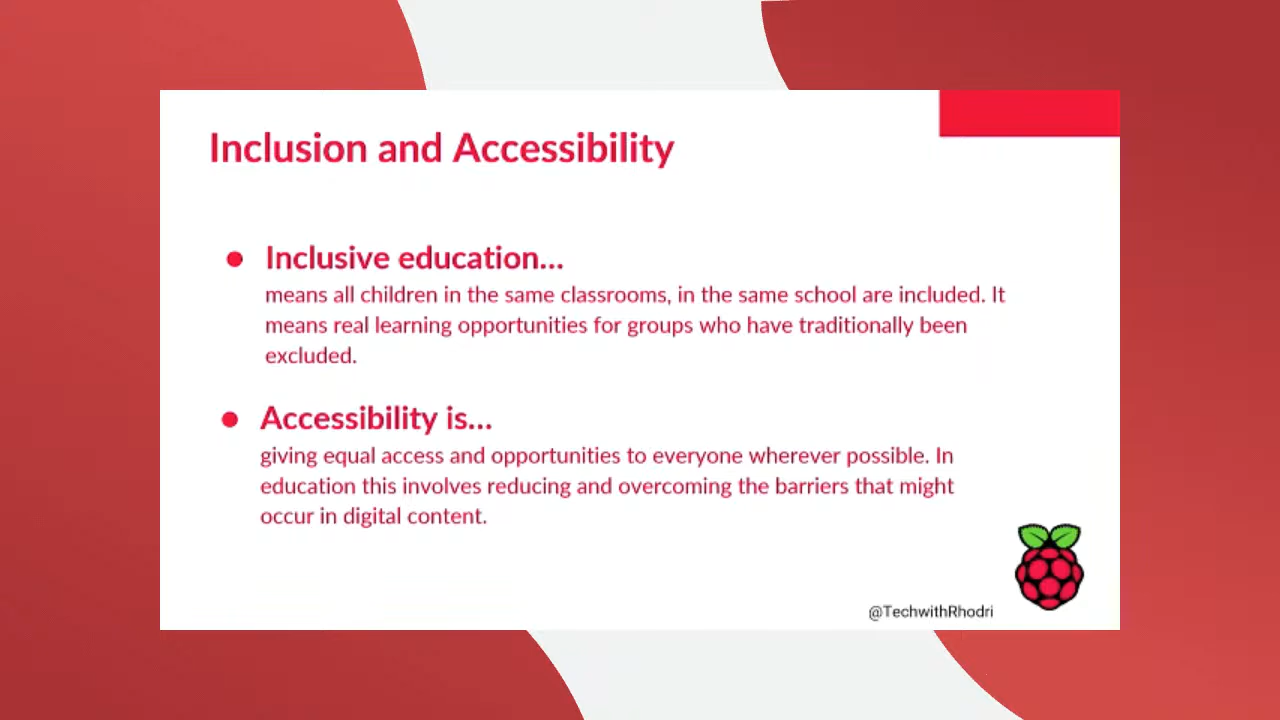 Inclusion and Accessibility
● Inclusive education...
means all children in the same classrooms, in the same school are included. It
means real learning opportunities for groups who have traditionally been
excluded.
● Accessibility is...
giving equal access and opportunities to everyone wherever possible. In
education this involves reducing and overcoming the barriers that might
occur in digital content.
@TechwithRhodri